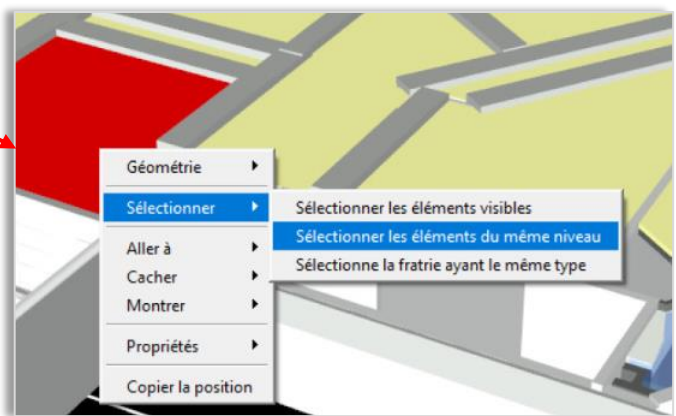 Géométrie
Sélectionner
Aller à
Cacher
Montrer
Propriétés
Copier la position
Sélectionner les éléments visibles
Sélectionner les éléments du même niveau
Sélectionne la fratrie ayant le même type